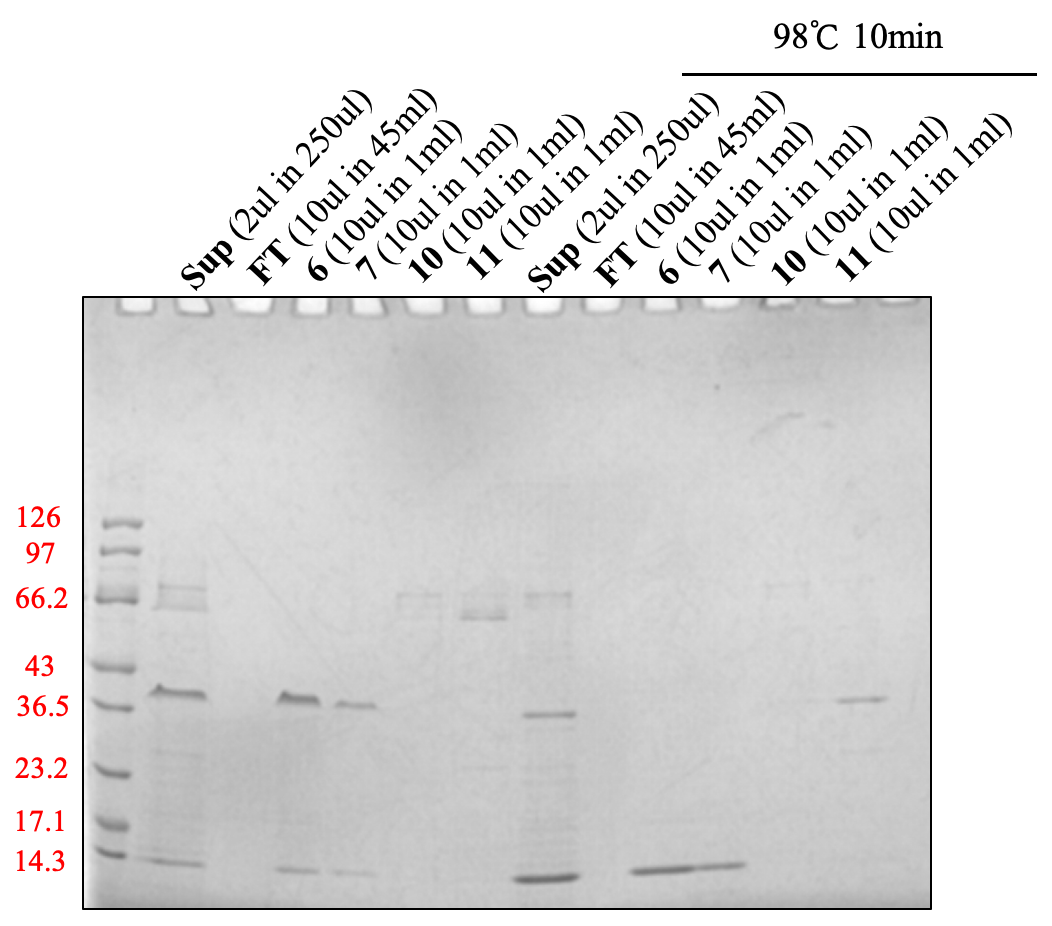 98℃ 10min
Sup (2ul in 250ul)
FT (10ul in 45ml)
6 (10ul in 1ml)
7 (10ul in 1ml)
10 (10ul in 1ml)
11 (10ul in 1ml)
Sup (2ul in 250ul)
FT (10ul in 45ml)
6 (10ul in 1ml)
7 (10ul in 1ml)
10 (10ul in 1ml)
11 (10ul in 1ml)
126
97
66.2
43
36.5
23.2
17.1
14.3